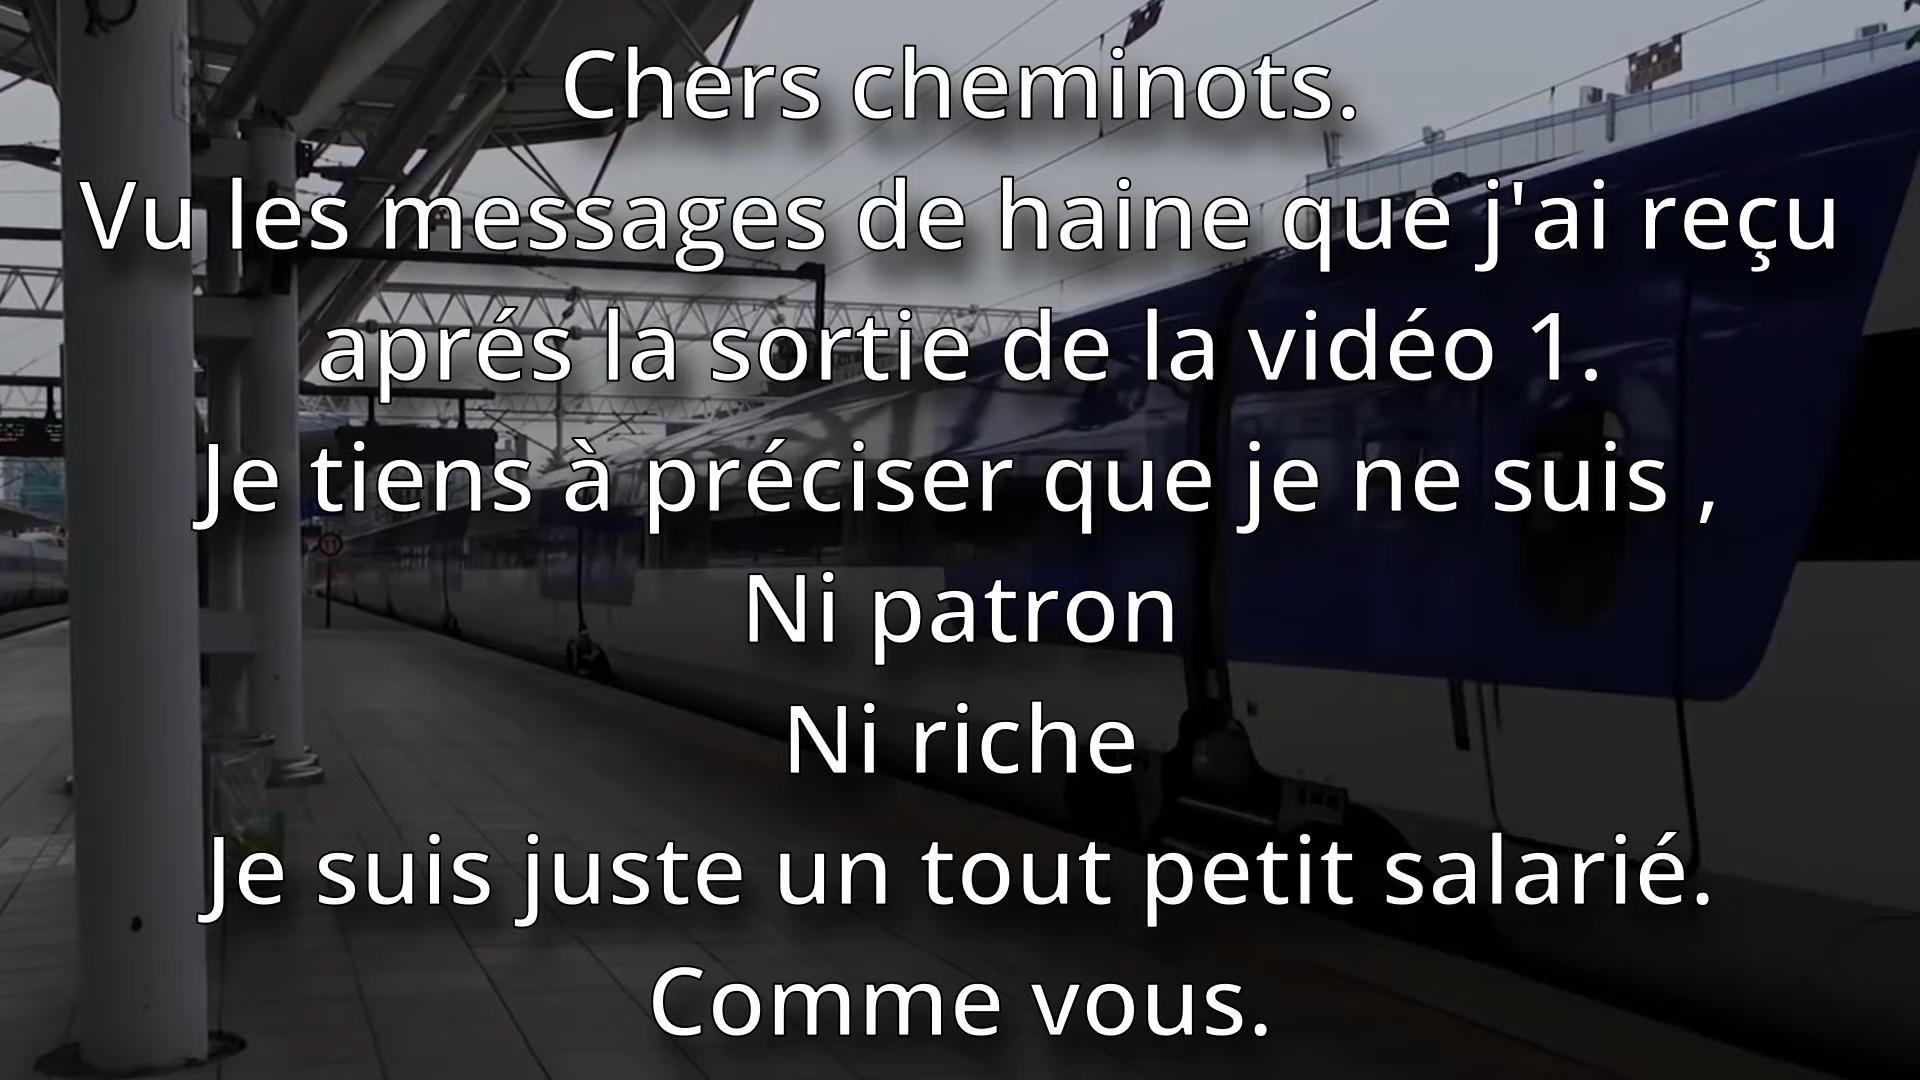 Chers cheminots.
Vu les messages de haine que j'ai reçu
aprés la sortie de la vidéo 1.
Je tiens à préciser que je ne suis ,
Ni patron
Ni riche
Je suis juste un tout petit salarié.
Comme vous.